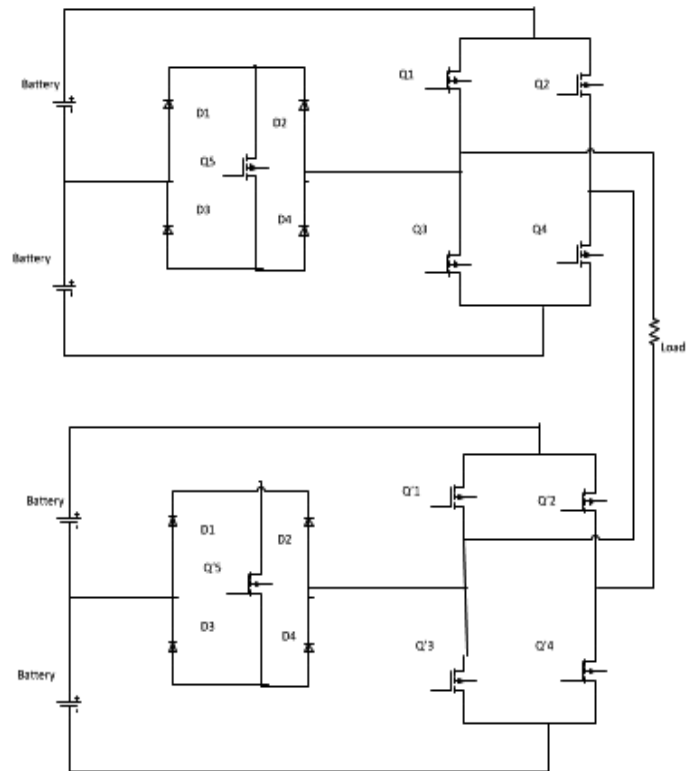 Battery
D1
D2
Q5
D3
D4
Battery
Q1
Q2
Q3
Q4
Load
Battery
D1
D2
Q'5
D3
D4
Battery
Q'1
Q'2
Q'3
Q'4